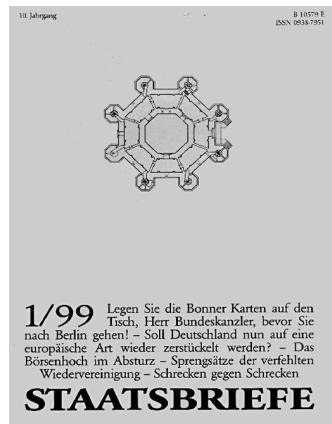 10. Jahrgang
B 10579 E
ISSN 0938-7951
1/99 Legen Sie die Bonner Karten auf den
Tisch, Herr Bundeskanzler, bevor Sie
nach Berlin gehen! – Soll Deutschland nun auf eine
europäische Art wieder zerstückelt werden? – Das
Börsenhoch im Absturz – Sprengsätze der verfehlten
Wiedervereinigung – Schrecken gegen Schrecken
STAATSBRIEFE